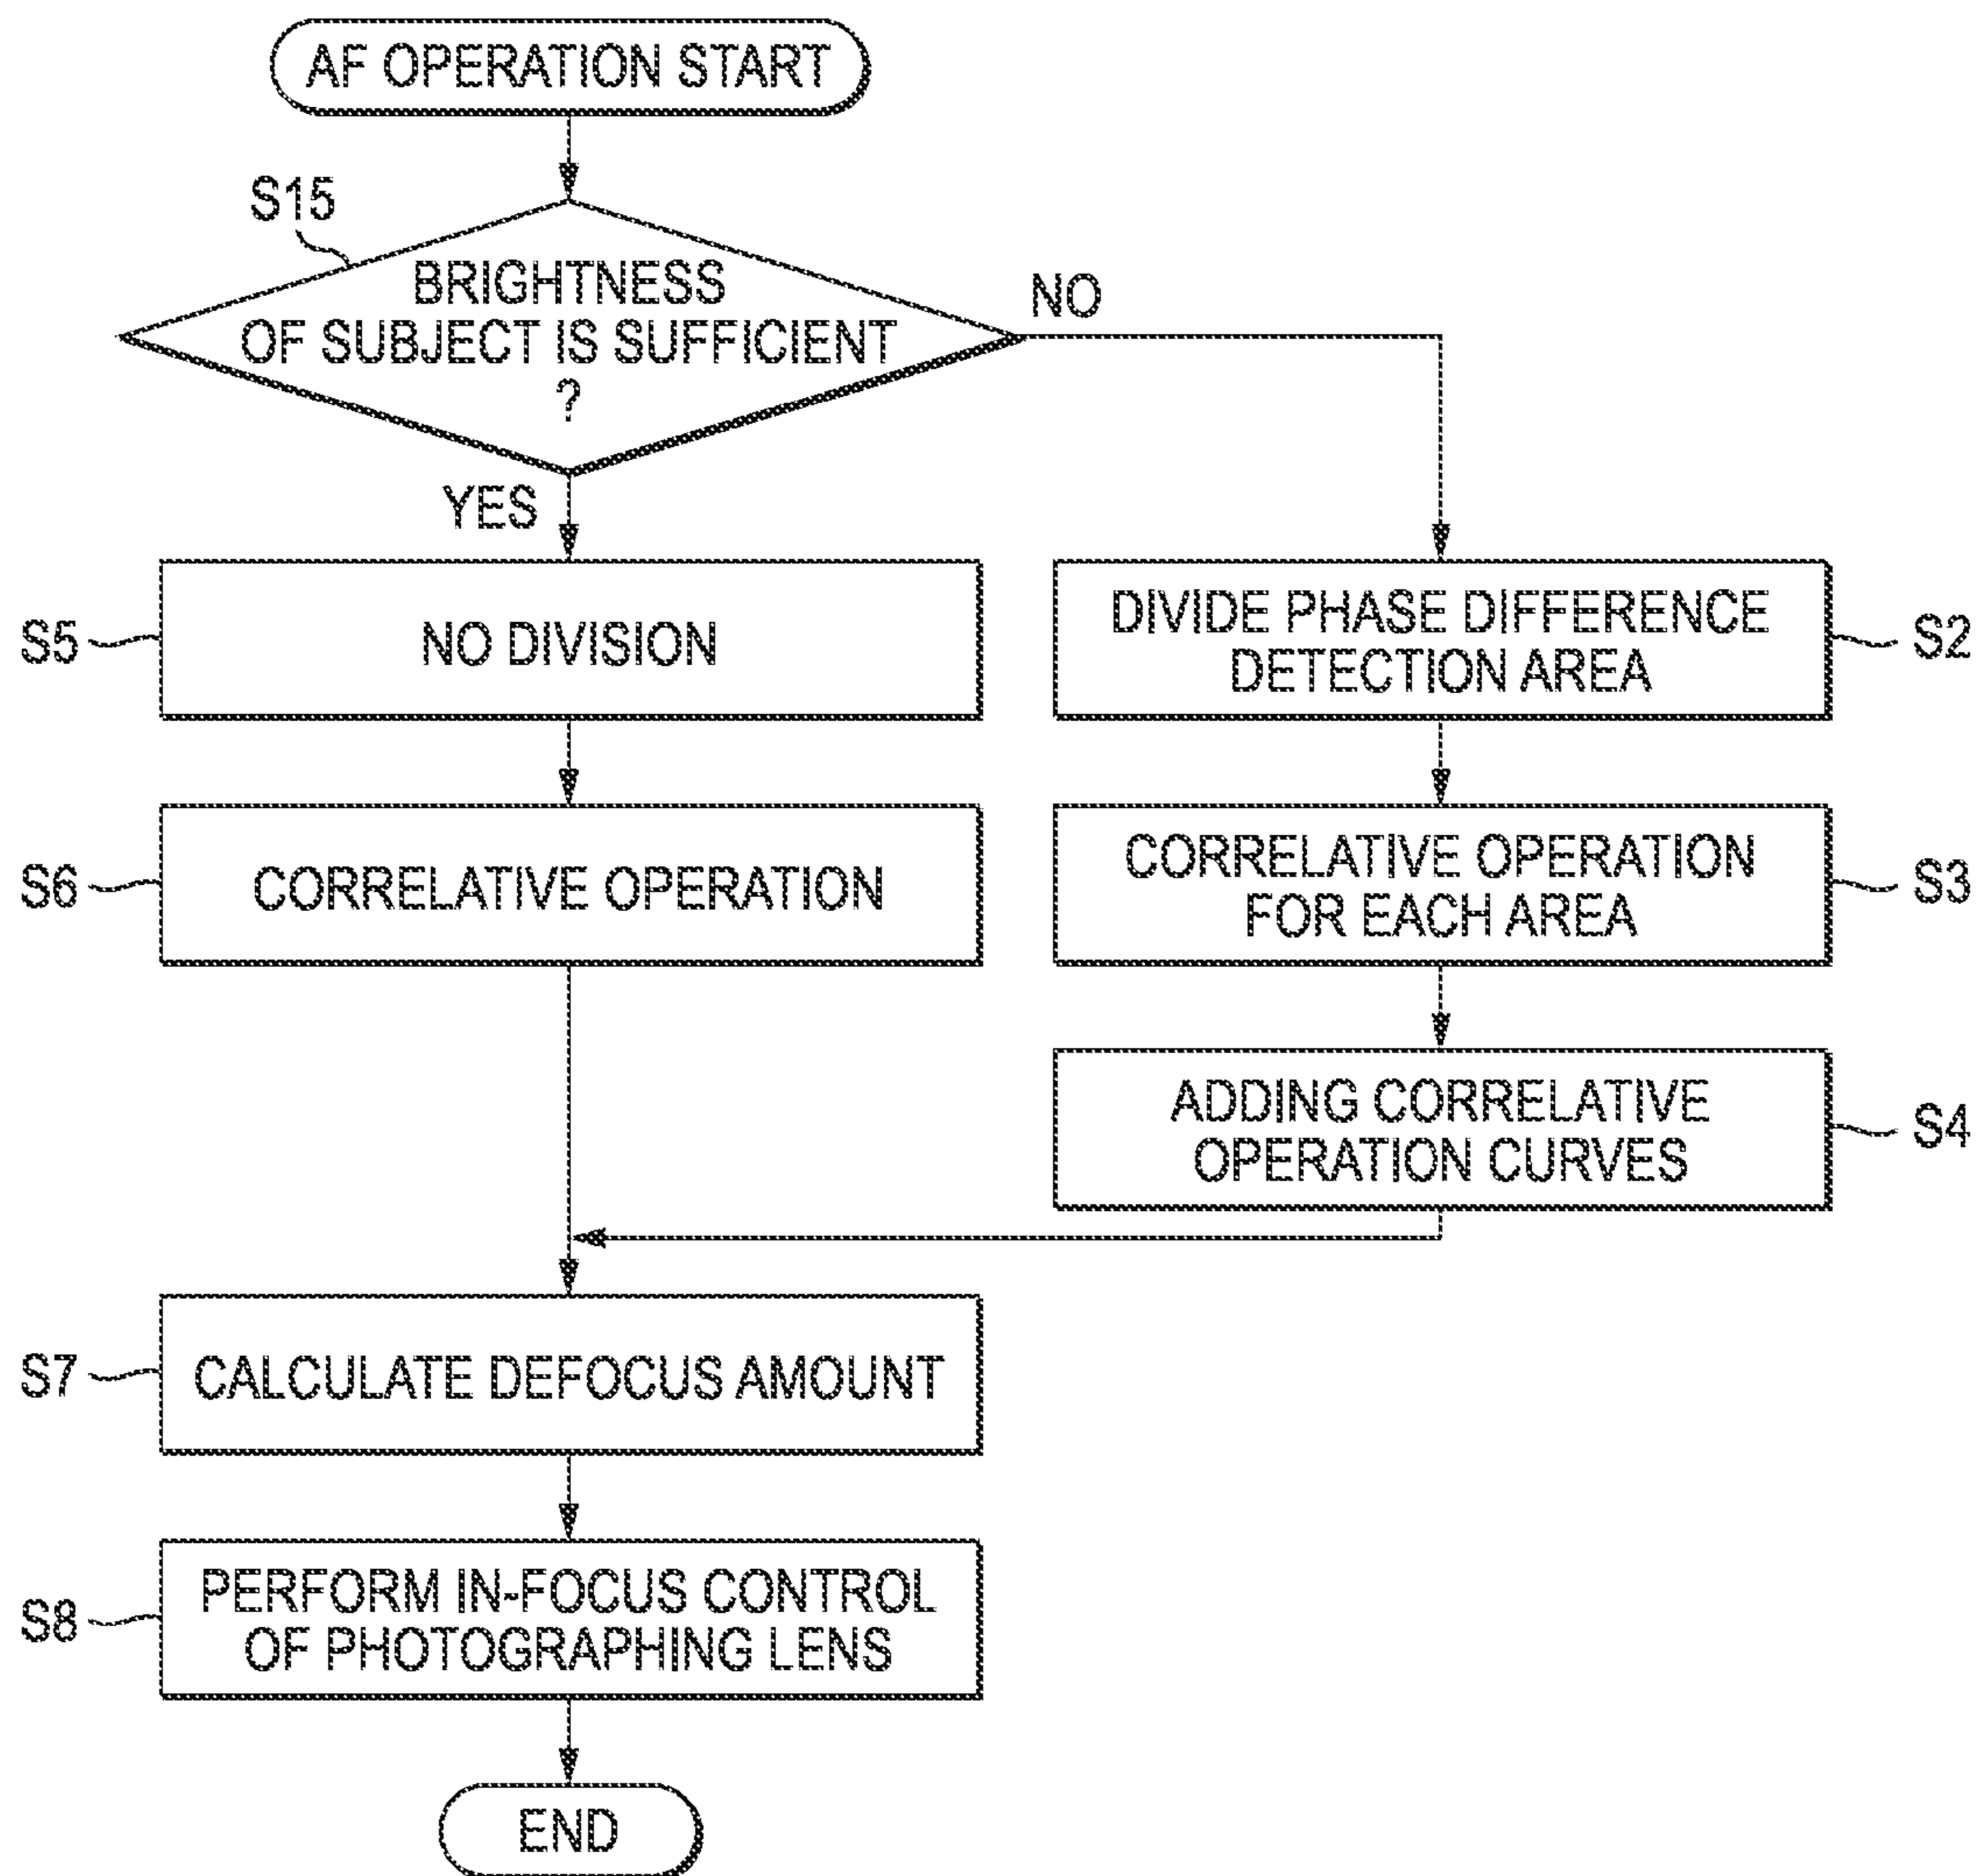 AF OPERATION START
S15
BRIGHTNESS
OF SUBJECT IS SUFFICIENT
?
NO
YES
S5
NO DIVISION
DIVIDE PHASE DIFFERENCE
DETECTION AREA
S2
S6
CORRELATIVE OPERATION
CORRELATIVE OPERATION
FOR EACH AREA
S3
ADDING CORRELATIVE
OPERATION CURVES
S4
S7
CALCULATE DEFOCUS AMOUNT
S8
PERFORM IN-FOCUS CONTROL
OF PHOTOGRAPHING LENS
END